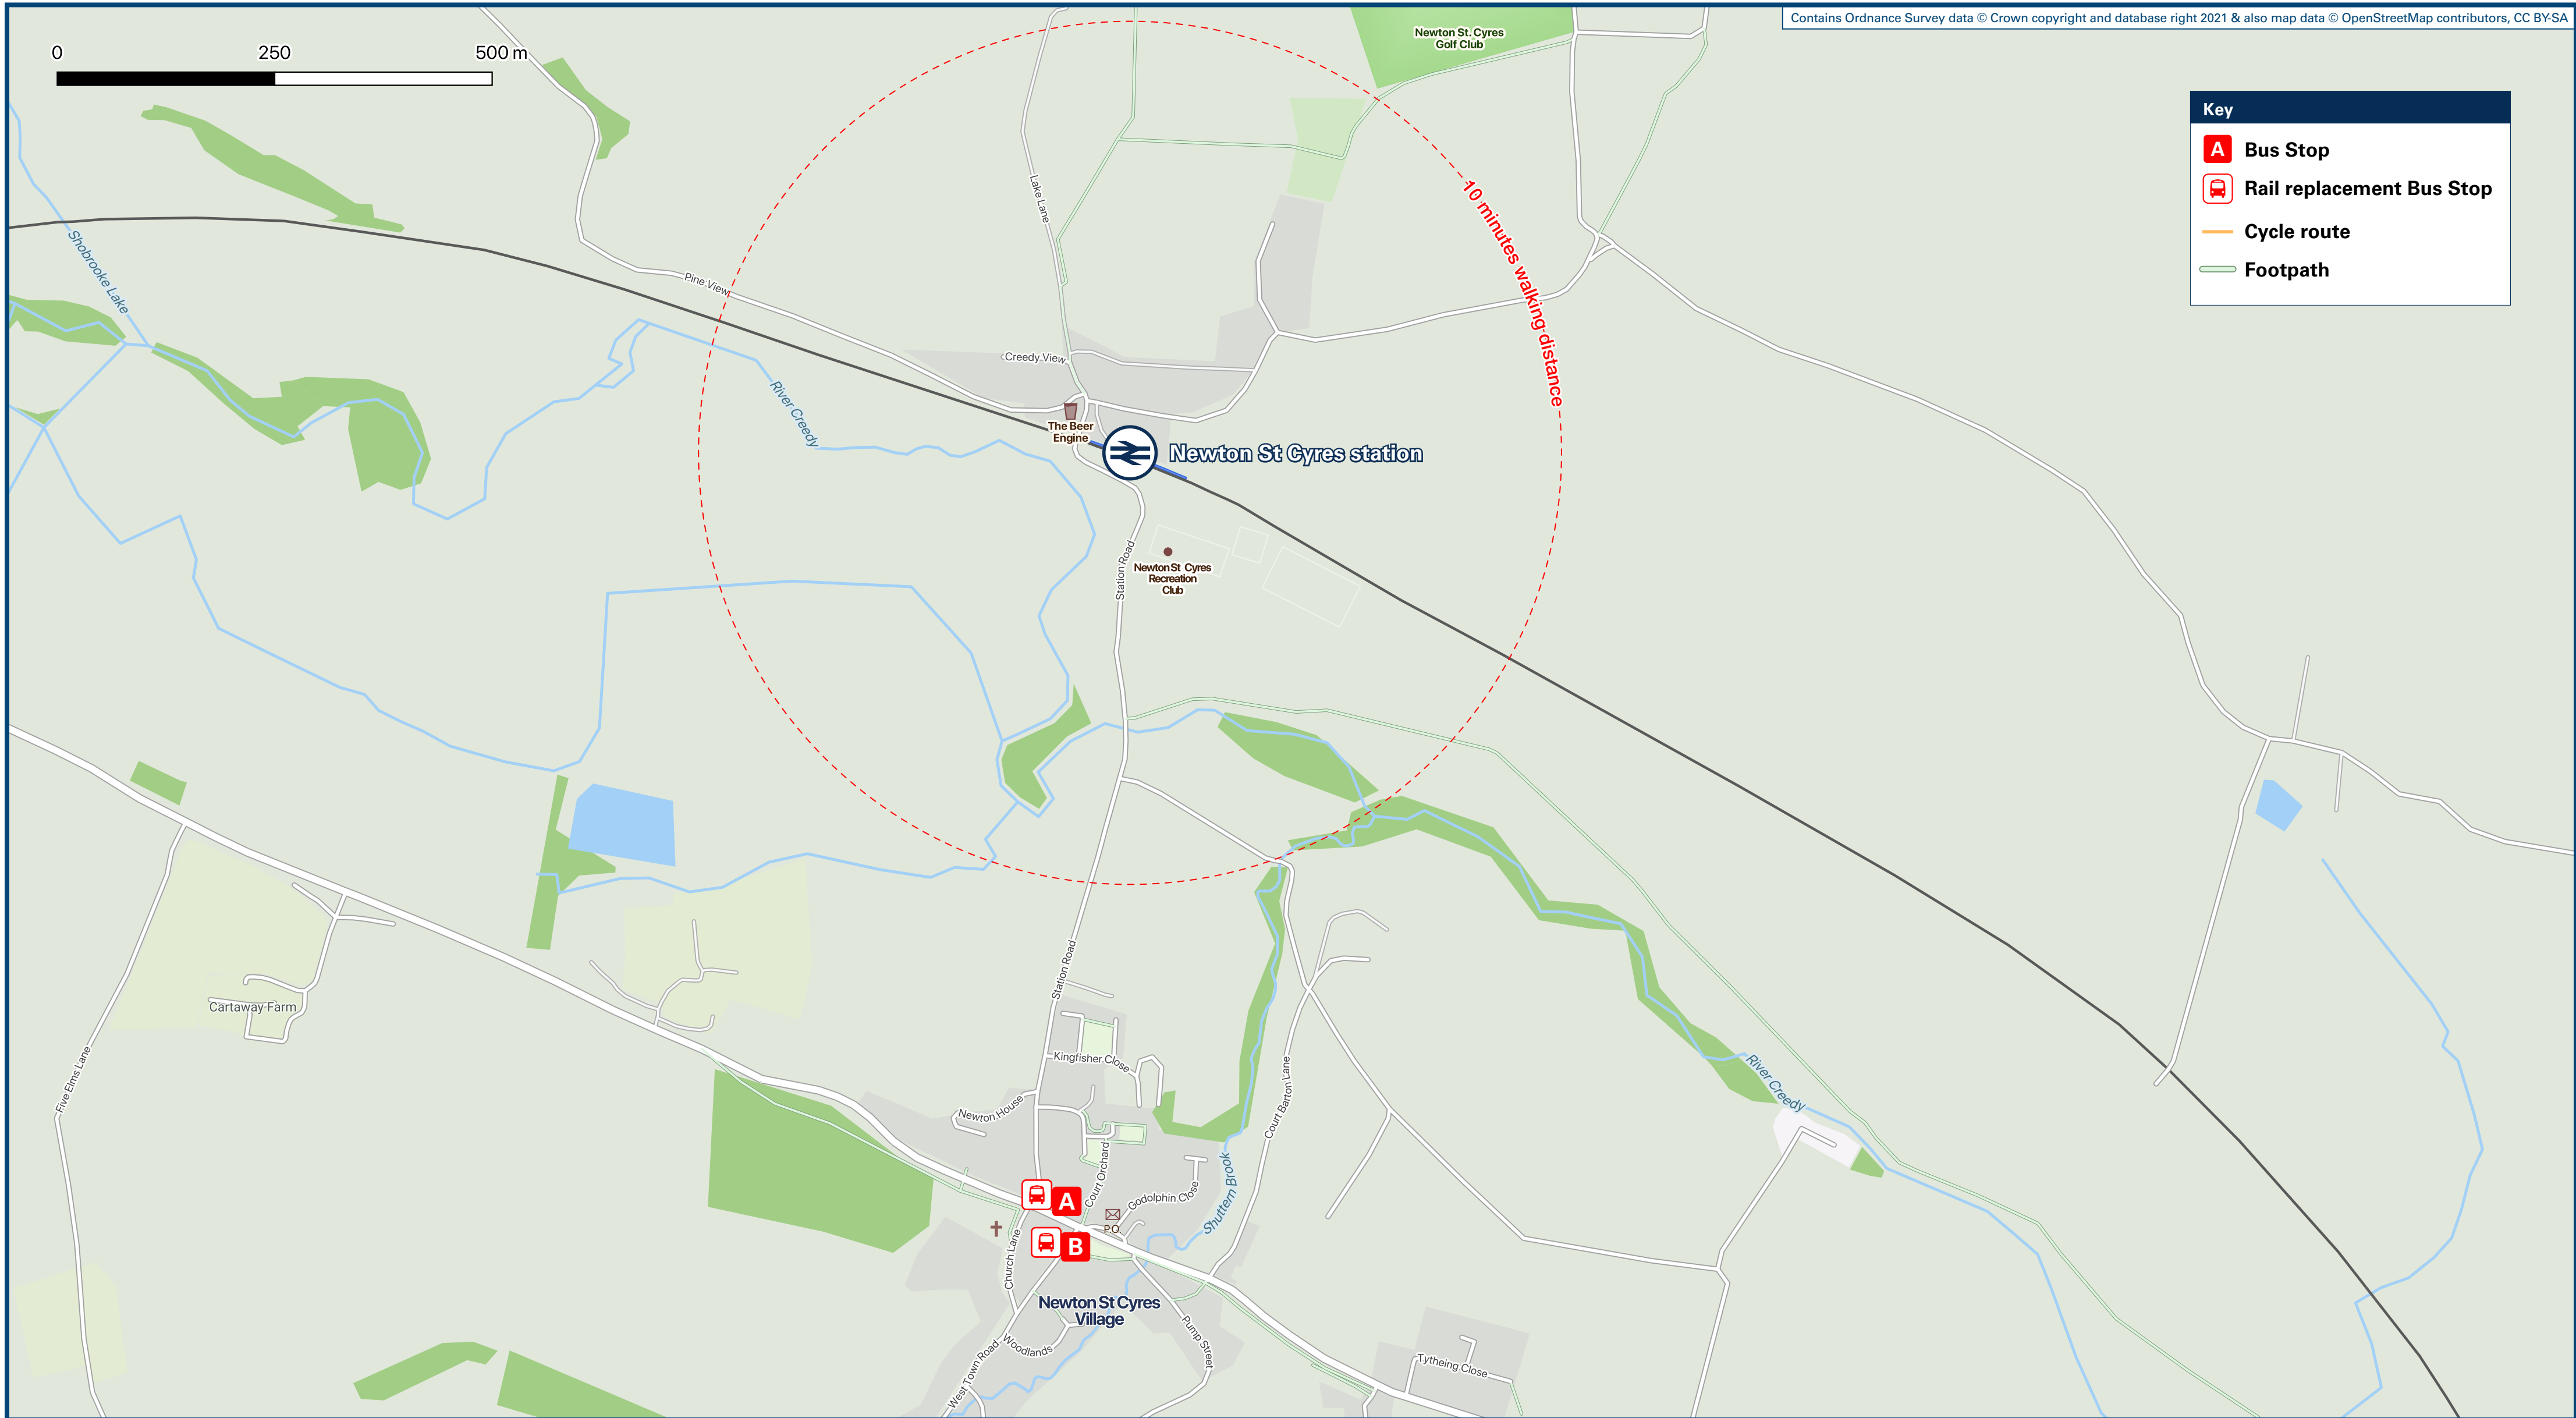 Contains Ordnance Survey data © Crown copyright and database right 2021 & also map data © OpenStreetMap contributors, CC BY-SA
0 250 500 m
Newton St. Cyres
Golf Club
Key
A Bus Stop
Rail replacement Bus Stop
Cycle route
Footpath
10 minutes walking distance
Lake Lane
Shobrooke Lake
Pine View
Creedy View
River Creedy
The Beer
Engine
Newton St Cyres station
Station Road
Newton St Cyres
Recreation
Club
Station Road
Cartaway Farm
Five Elms Lane
Kingfisher Close
Newton House
Court Barton Lane
River Creedy
Court Orchard
Godolphin Close
Shuttern Brook
A
P.O.
B
Church Lane
Newton St Cyres
Village
Woodlands
West Town Road
Pump Street
Tytheing Close